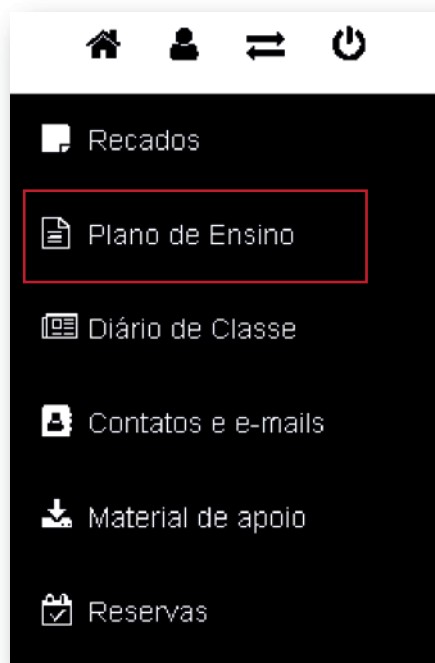 Recados
Plano de Ensino
Diário de Classe
Contatos e e-mails
Material de apoio
Reservas